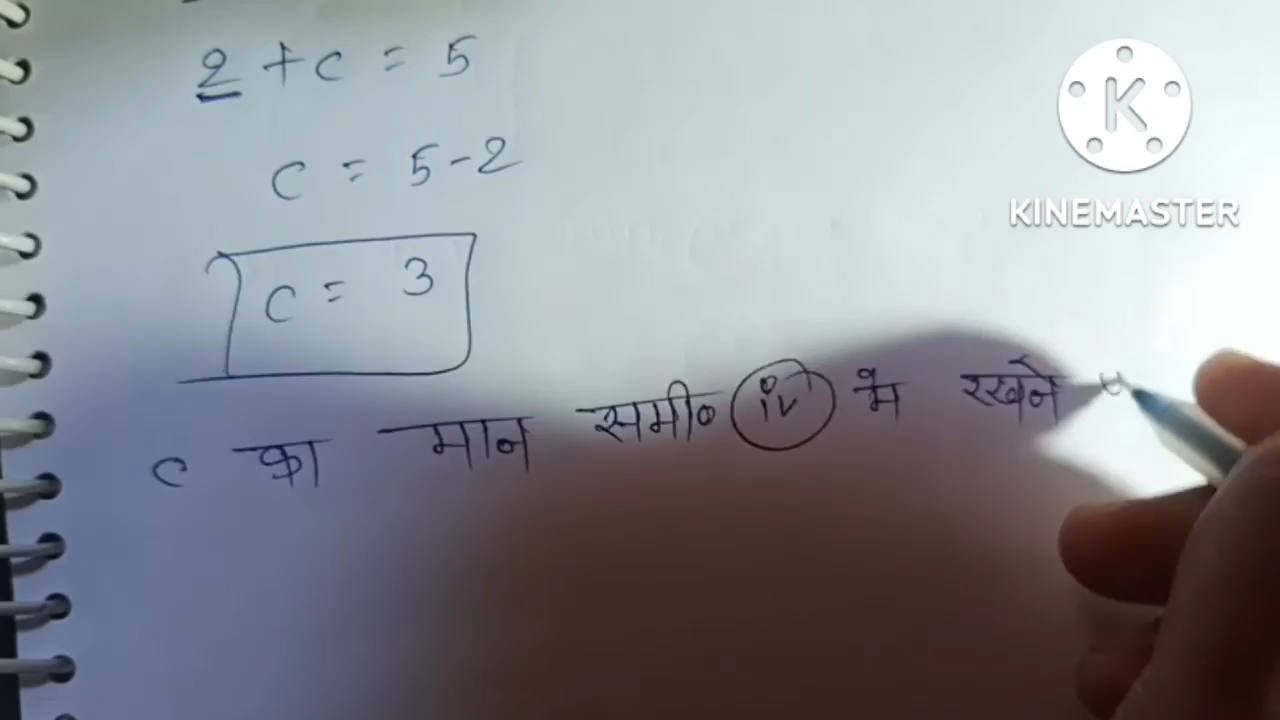 2 + c = 5
c = 5 - 2
c = 3
c का मान समी० iv में रखने
K
KINEMASTER